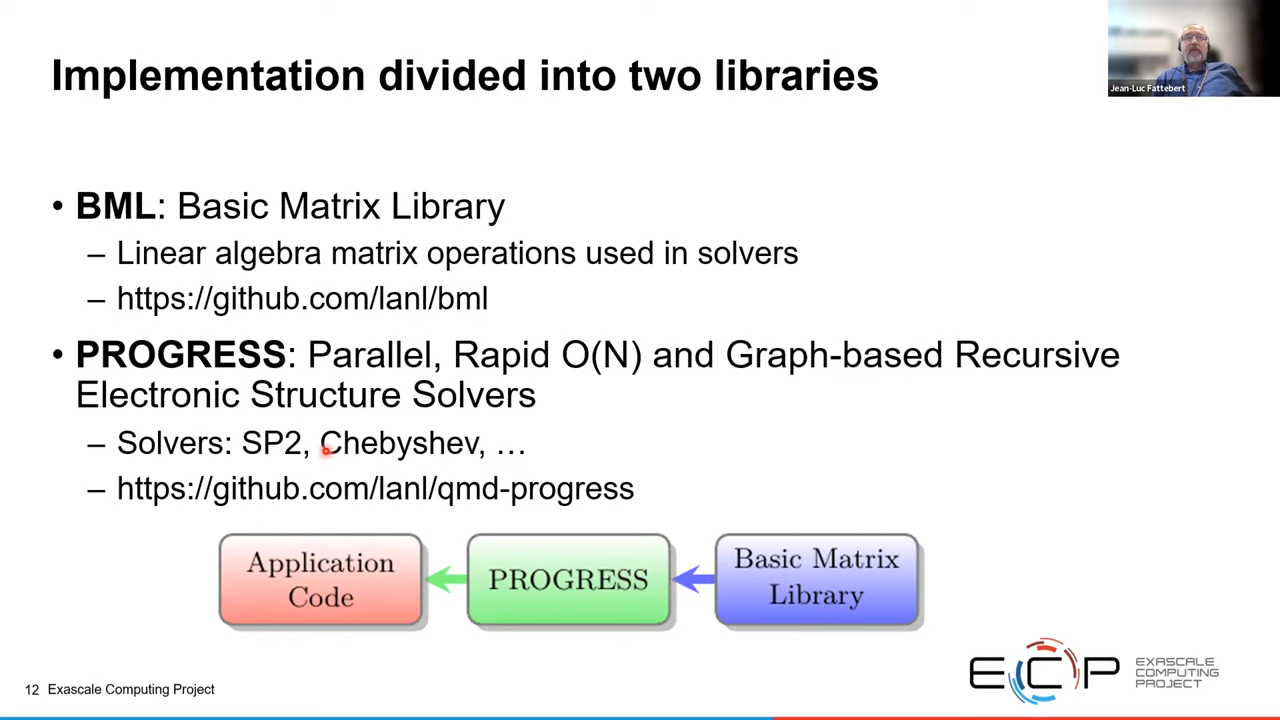 Implementation divided into two libraries
Jean-Luc Fattebert
• BML: Basic Matrix Library
– Linear algebra matrix operations used in solvers
– https://github.com/lanl/bml
• PROGRESS: Parallel, Rapid O(N) and Graph-based Recursive
Electronic Structure Solvers
– Solvers: SP2, Chebyshev, …
– https://github.com/lanl/qmd-progress
Application
Code
PROGRESS
Basic Matrix
Library
12 Exascale Computing Project
ECP
EXASCALE
COMPUTING
PROJECT